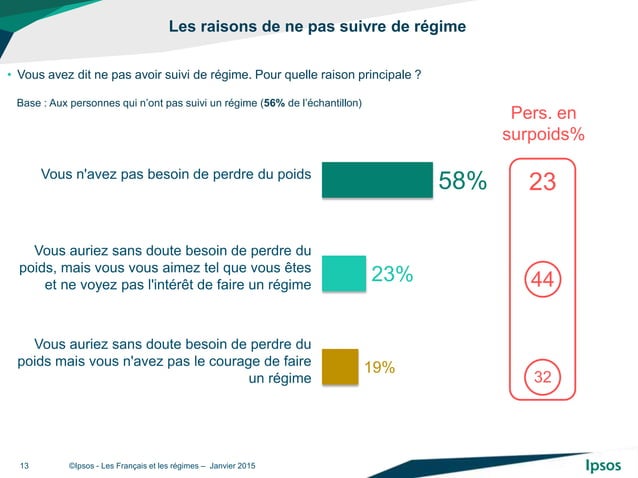 Les raisons de ne pas suivre de régime
• Vous avez dit ne pas avoir suivi de régime. Pour quelle raison principale ?
Base : Aux personnes qui n’ont pas suivi un régime (56% de l’échantillon)
Pers. en
surpoids%
Vous n'avez pas besoin de perdre du poids
58%
23
Vous auriez sans doute besoin de perdre du
poids, mais vous vous aimez tel que vous êtes
et ne voyez pas l'intérêt de faire un régime
23%
44
Vous auriez sans doute besoin de perdre du
poids mais vous n'avez pas le courage de faire
un régime
19%
32
13 ©Ipsos - Les Français et les régimes – Janvier 2015
Ipsos